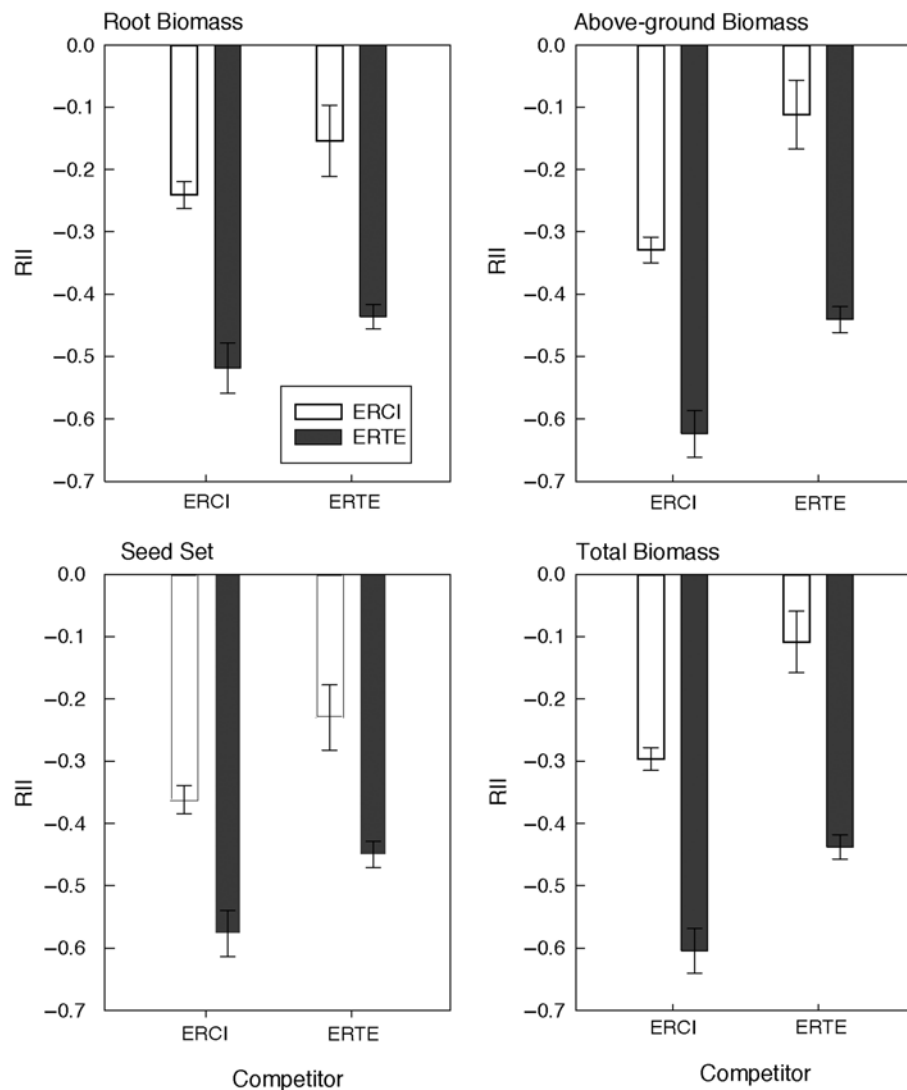 Root Biomass
0.0
−0.1
−0.2
−0.3
−0.4
−0.5
−0.6
−0.7
RII
ERCI
ERTE
ERCI
ERTE
Above-ground Biomass
0.0
−0.1
−0.2
−0.3
−0.4
−0.5
−0.6
−0.7
RII
ERCI
ERTE
Seed Set
0.0
−0.1
−0.2
−0.3
−0.4
−0.5
−0.6
−0.7
RII
ERCI
ERTE
Competitor
Total Biomass
0.0
−0.1
−0.2
−0.3
−0.4
−0.5
−0.6
−0.7
RII
ERCI
ERTE
Competitor